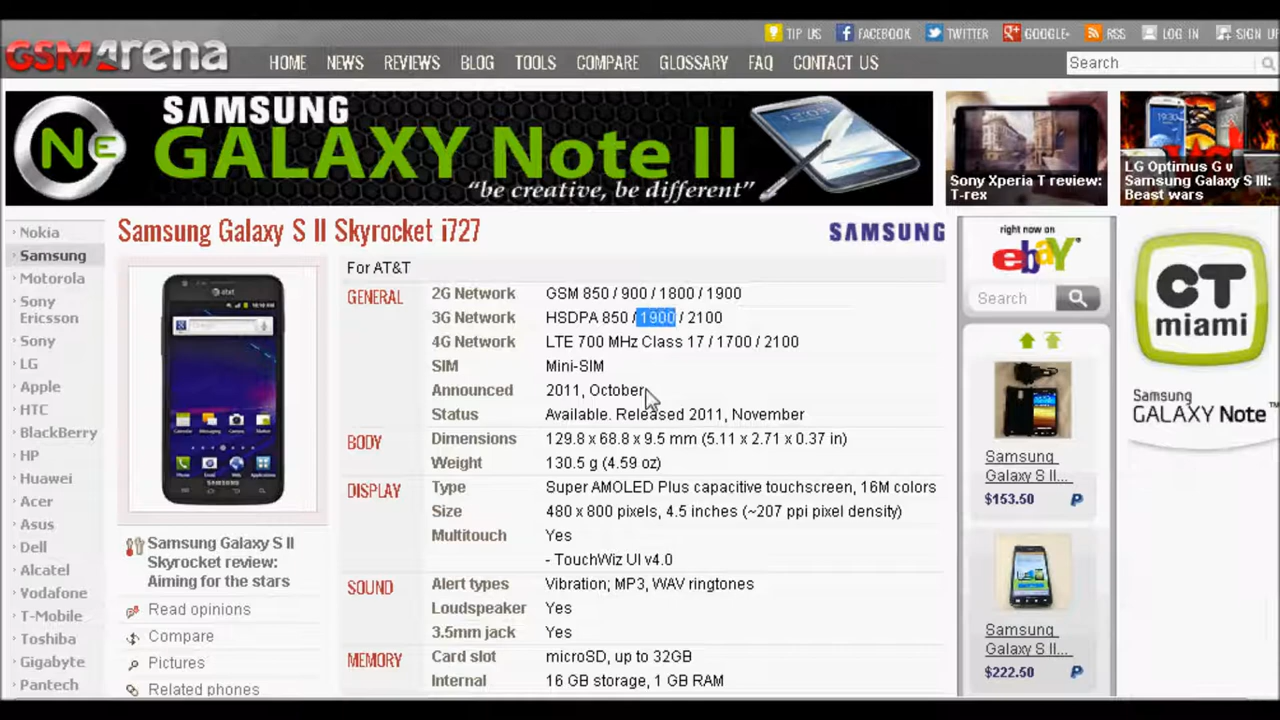 TIP US FACEBOOK TWITTER GOOGLE+ RSS LOG IN SIGN UP
GSMArena HOME NEWS REVIEWS BLOG TOOLS COMPARE GLOSSARY FAQ CONTACT US Search
Ne SAMSUNG
GALAXY Note II
"be creative, be different"
Sony Xperia T review:
T-rex
LG Optimus G v
Samsung Galaxy S III:
Beast wars
Nokia
Samsung
Motorola
Sony
Ericsson
Sony
LG
Apple
HTC
BlackBerry
HP
Huawei
Acer
Asus
Dell
Alcatel
Vodafone
T-Mobile
Toshiba
Gigabyte
Pantech
Samsung Galaxy S II Skyrocket i727
SAMSUNG
at&t
SAMSUNG
Samsung Galaxy S II
Skyrocket review:
Aiming for the stars
Read opinions
Compare
Pictures
Related phones
For AT&T
GENERAL 2G Network GSM 850 / 900 / 1800 / 1900
3G Network HSDPA 850 / 1900 / 2100
4G Network LTE 700 MHz Class 17 / 1700 / 2100
SIM Mini-SIM
Announced 2011, October
Status Available. Released 2011, November
BODY Dimensions 129.8 x 68.8 x 9.5 mm (5.11 x 2.71 x 0.37 in)
Weight 130.5 g (4.59 oz)
DISPLAY Type Super AMOLED Plus capacitive touchscreen, 16M colors
Size 480 x 800 pixels, 4.5 inches (~207 ppi pixel density)
Multitouch Yes
- TouchWiz UI v4.0
SOUND Alert types Vibration; MP3, WAV ringtones
Loudspeaker Yes
3.5mm jack Yes
MEMORY Card slot microSD, up to 32GB
Internal 16 GB storage, 1 GB RAM
right now on
ebay
Search
Samsung
Galaxy S II...
$153.50
Samsung
Galaxy S II...
$222.50
CT
miami
Samsung
GALAXY Note™